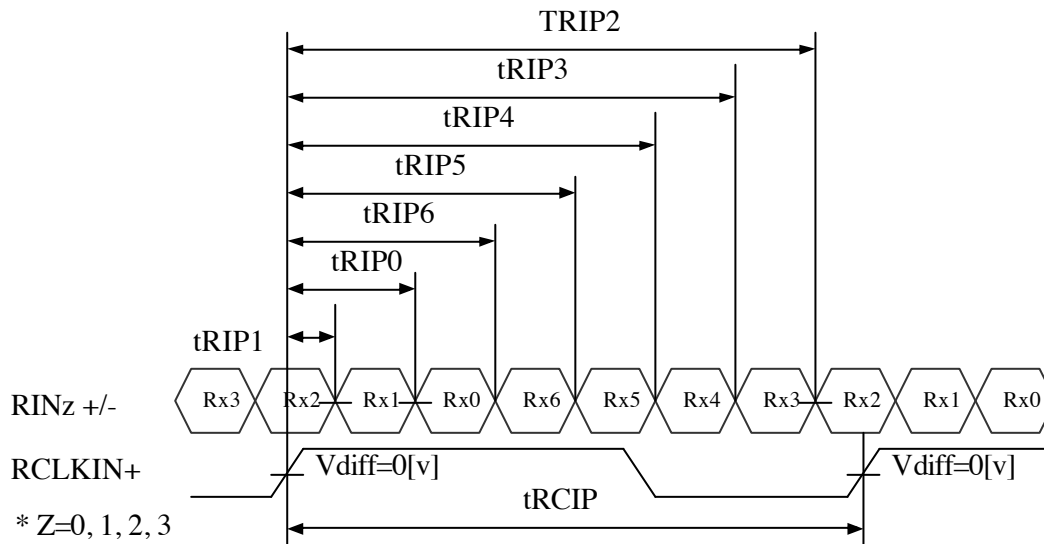 TRIP2
tRIP3
tRIP4
tRIP5
tRIP6
tRIP0
tRIP1
RINz +/- Rx3 Rx2 Rx1 Rx0 Rx6 Rx5 Rx4 Rx3 Rx2 Rx1 Rx0
RCLKIN+ Vdiff=0[v] Vdiff=0[v]
tRCIP
* Z=0, 1, 2, 3